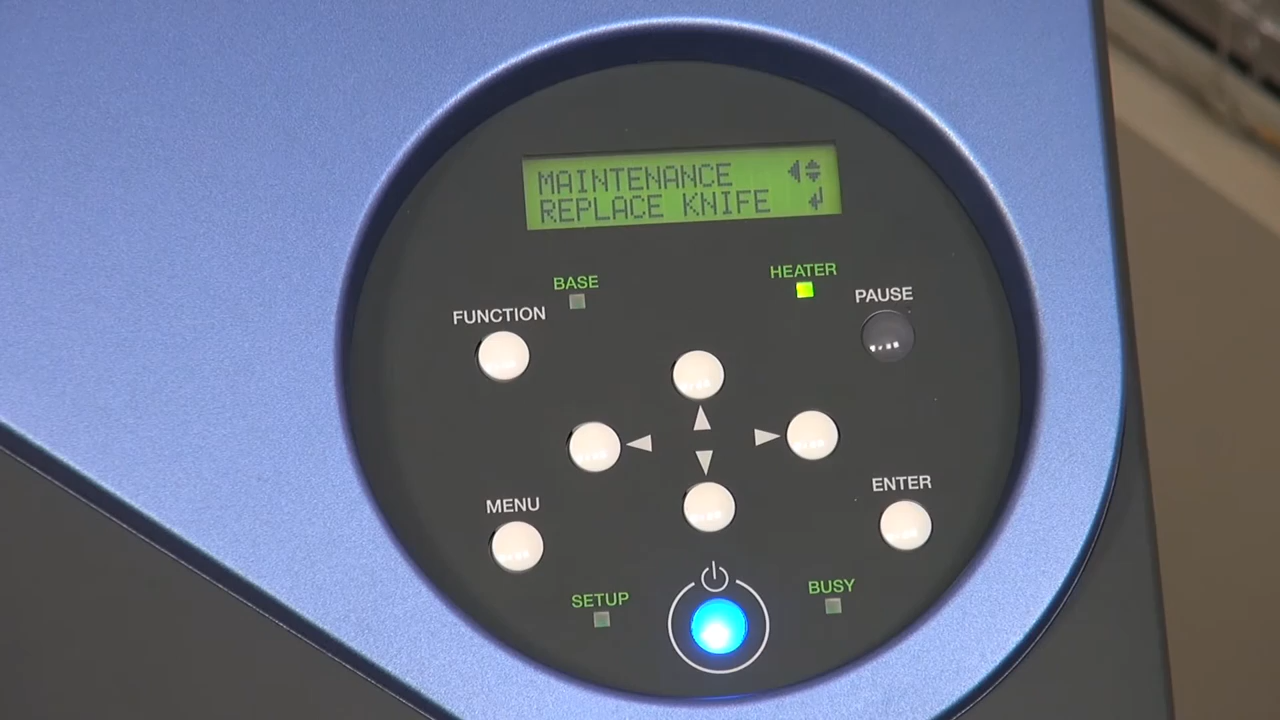 MAINTENANCE
REPLACE KNIFE
BASE
HEATER
FUNCTION
PAUSE
MENU
ENTER
SETUP
BUSY